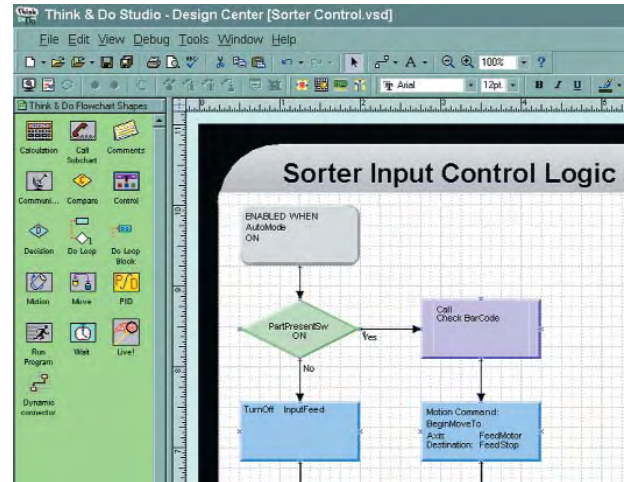 Think & Do Studio - Design Center [Sorter Control.vsd]
File Edit View Debug Tools Window Help
100%
Arial
12pt.
B I U
Think & Do Flowchart Shapes
Calculation
Call Subchart
Comments
Communi...
Compare
Control
Decision
Do Loop
Do Loop Block
Motion
Move
PID
Run Program
Wait
Live!
Dynamic connector
Sorter Input Control Logic
ENABLED WHEN
AutoMode
ON
PartPresentSw
ON
Yes
No
Call
Check BarCode
TurnOff InputFeed
Motion Command:
BeginMoveTo
Axis: FeedMotor
Destination: FeedStop